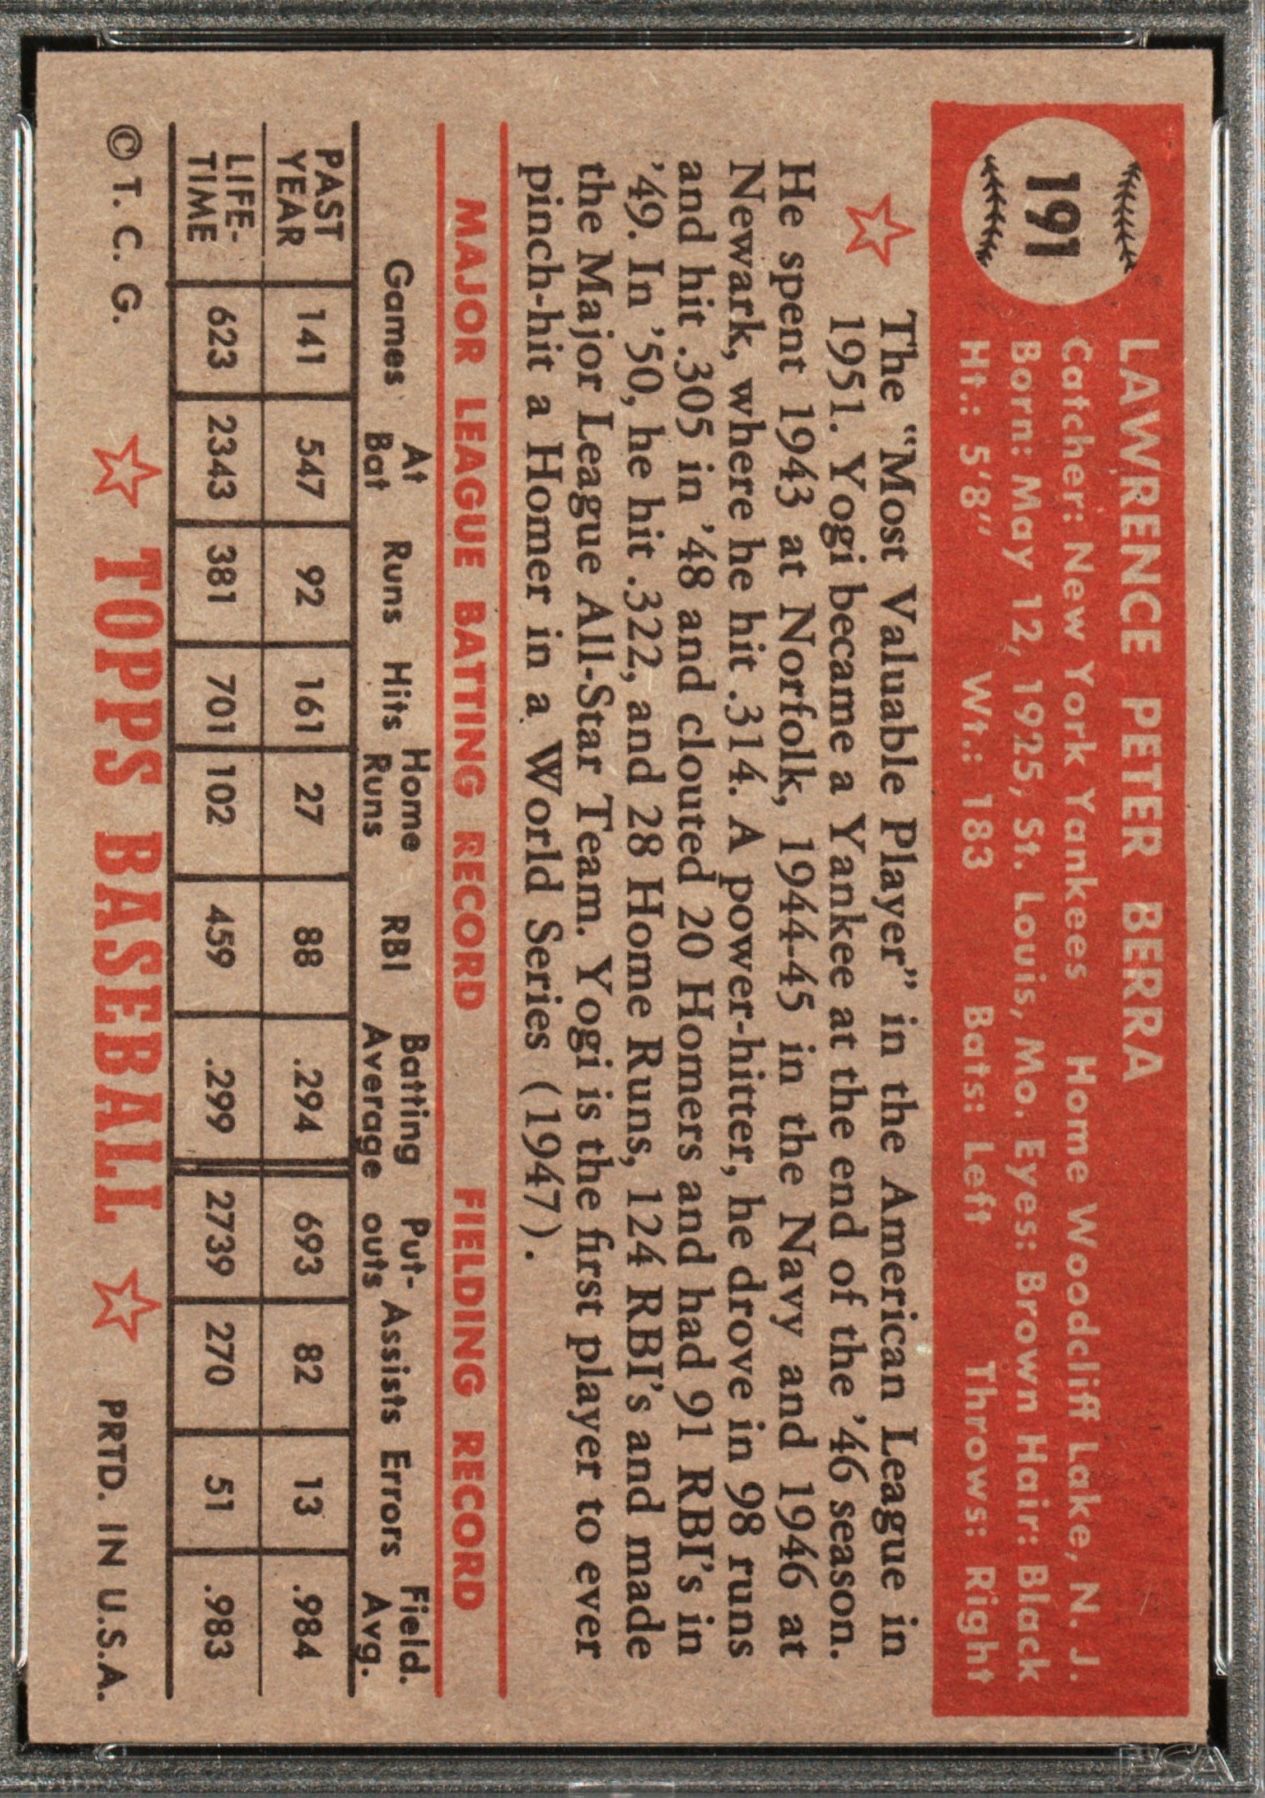 191
LAWRENCE PETER BERRA
Catcher: New York Yankees Home Woodcliff Lake, N. J.
Born: May 12, 1925, St. Louis, Mo. Eyes: Brown Hair: Black
Ht.: 5'8" Wt.: 183 Bats: Left Throws: Right
The "Most Valuable Player" in the American League in
1951. Yogi became a Yankee at the end of the '46 season.
He spent 1943 at Norfolk, 1944-45 in the Navy and 1946 at
Newark, where he hit .314. A power-hitter, he drove in 98 runs
and hit .305 in '48 and clouted 20 Homers and had 91 RBI's in
'49. In '50, he hit .322, and 28 Home Runs, 124 RBI's and made
the Major League All-Star Team. Yogi is the first player to ever
pinch-hit a Homer in a World Series (1947).
MAJOR LEAGUE BATTING RECORD FIELDING RECORD
Games At Bat Runs Hits Home Runs RBI Batting Average Put-outs Assists Errors Field. Avg.
PAST YEAR 141 547 92 161 27 88 .294 693 82 13 .984
LIFE-TIME 623 2343 381 701 102 459 .299 2739 270 51 .983
© T. C. G. TOPPS BASEBALL PRTD. IN U.S.A.
PSA